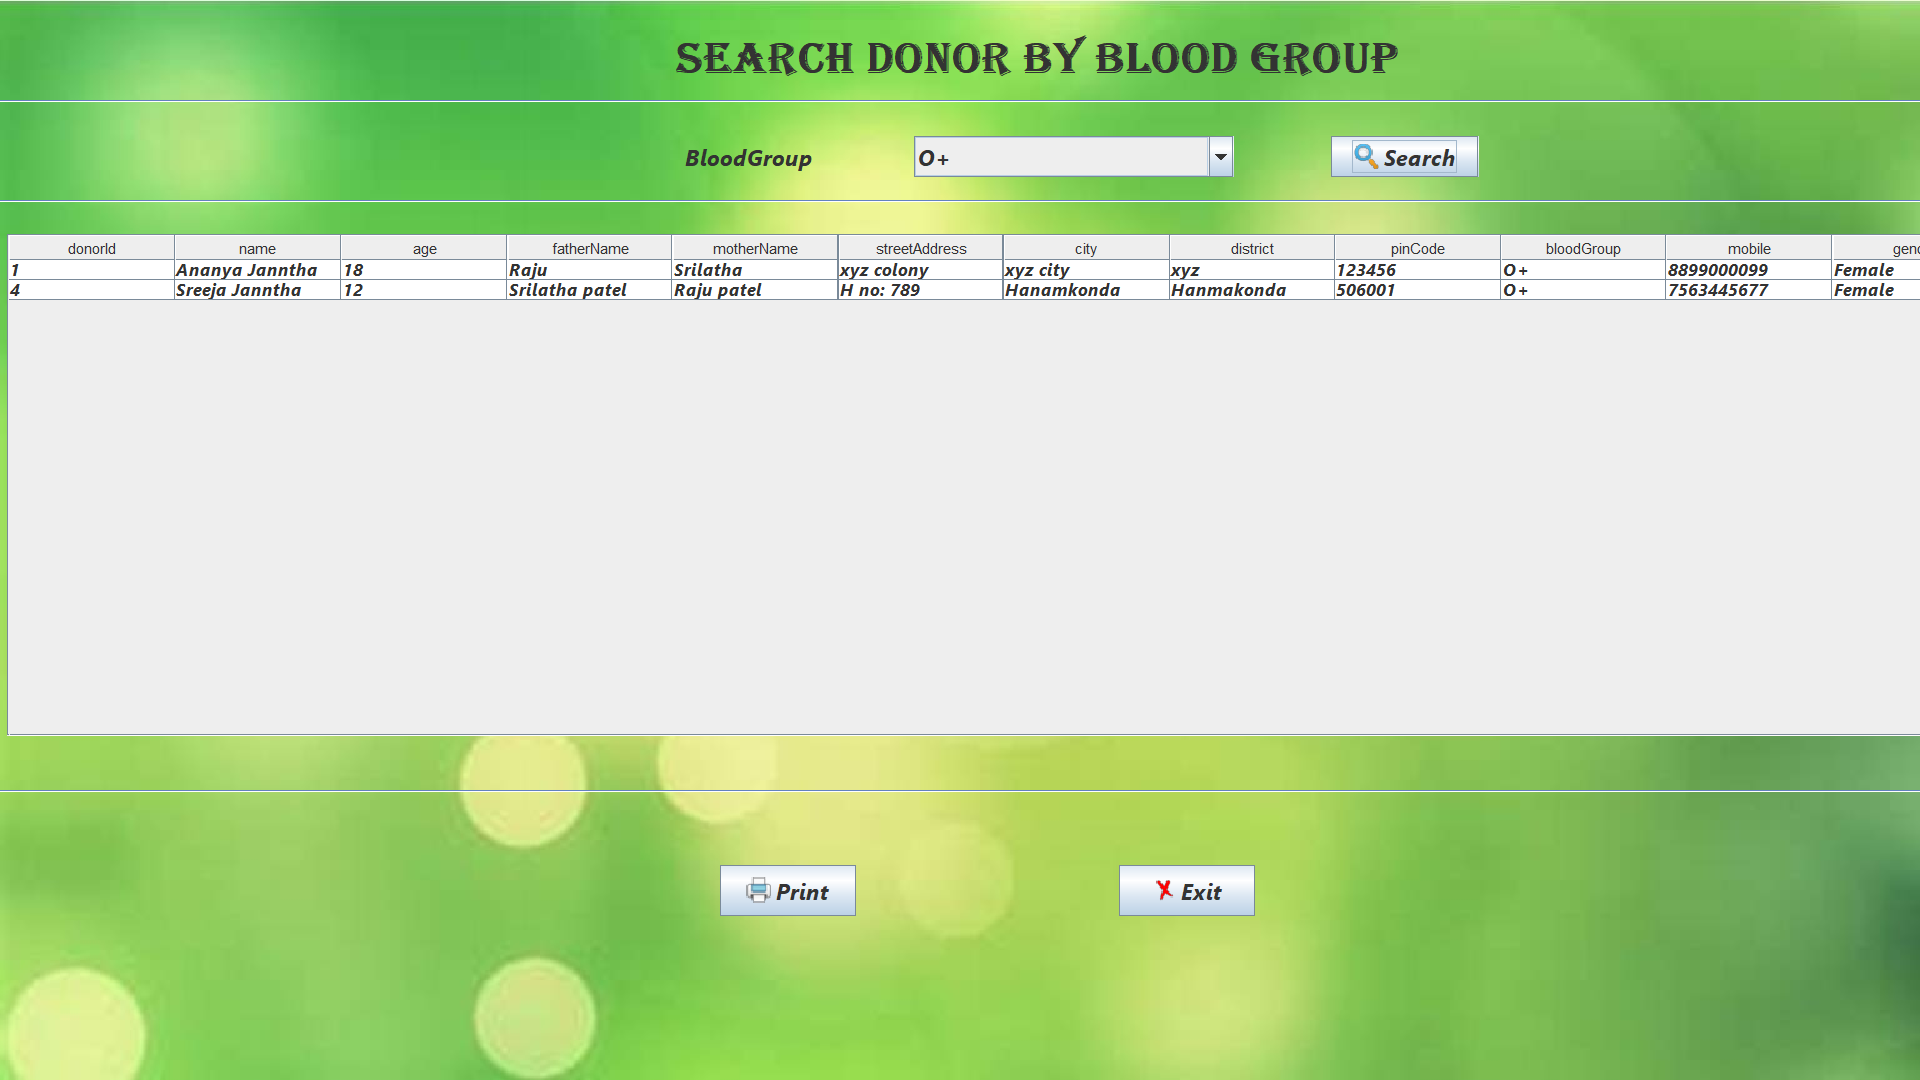 SEARCH DONOR BY BLOOD GROUP
BloodGroup O+ Search
donorId name age fatherName motherName streetAddress city district pinCode bloodGroup mobile gend
1 Ananya Janntha 18 Raju Srilatha xyz colony xyz city xyz 123456 O+ 8899000099 Female
4 Sreeja Janntha 12 Srilatha patel Raju patel H no: 789 Hanamkonda Hanmakonda 506001 O+ 7563445677 Female
Print Exit